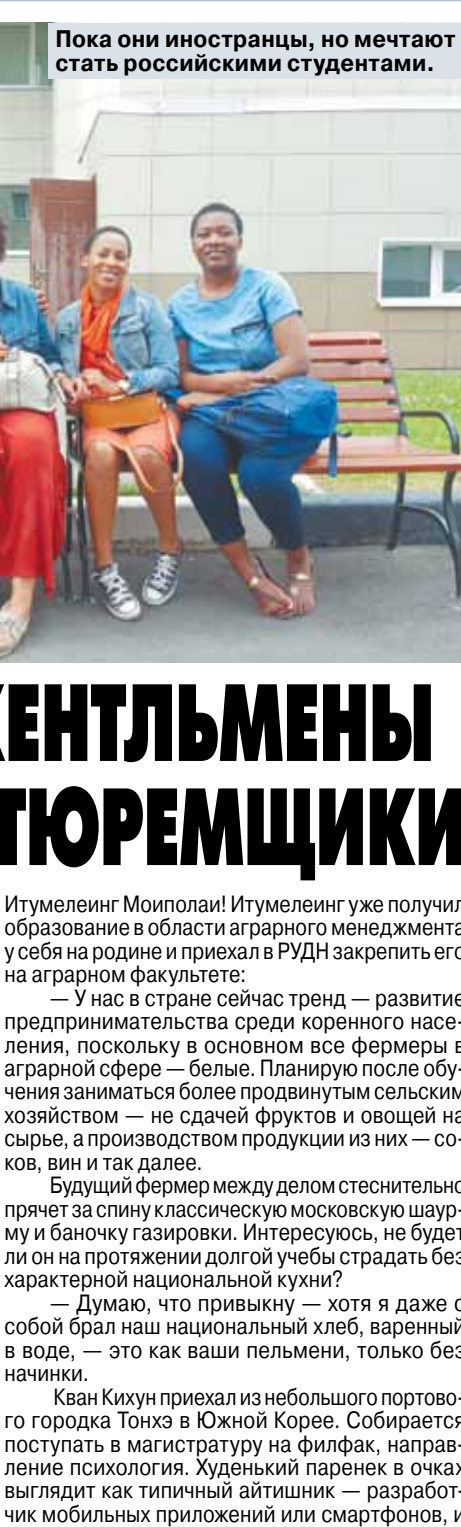 Пока они иностранцы, но мечтают
стать российскими студентами.
ЖЕНТЛЬМЕНЫ
ТЮРЕМЩИКИ
Итумелеинг Моиполаи! Итумелеинг уже получил
образование в области аграрного менеджмента
у себя на родине и приехал в РУДН закрепить его
на аграрном факультете:
— У нас в стране сейчас тренд — развитие
предпринимательства среди коренного насе-
ления, поскольку в основном все фермеры в
аграрной сфере — белые. Планирую после обу-
чения заниматься более продвинутым сельским
хозяйством — не сдачей фруктов и овощей на
сырье, а производством продукции из них — со-
ков, вин и так далее.
Будущий фермер между делом стеснительно
прячет за спину классическую московскую шаур-
му и баночку газировки. Интересуюсь, не будет
ли он на протяжении долгой учебы страдать без
характерной национальной кухни?
— Думаю, что привыкну — хотя я даже с
собой брал наш национальный хлеб, варенный
в воде, — это как ваши пельмени, только без
начинки.
Кван Кихун приехал из небольшого портово-
го городка Тонхэ в Южной Корее. Собирается
поступать в магистратуру на филфак, направ-
ление психология. Худенький паренек в очках
выглядит как типичный айтишник — разработ-
чик мобильных приложений или смартфонов, и